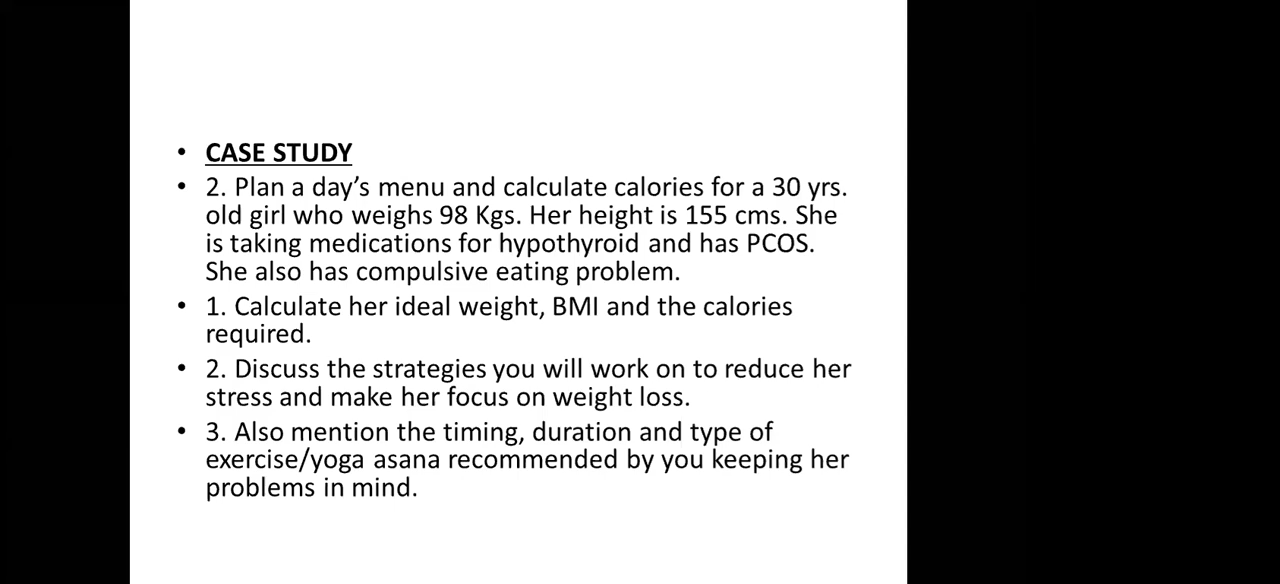 • CASE STUDY
• 2. Plan a day’s menu and calculate calories for a 30 yrs.
old girl who weighs 98 Kgs. Her height is 155 cms. She
is taking medications for hypothyroid and has PCOS.
She also has compulsive eating problem.
• 1. Calculate her ideal weight, BMI and the calories
required.
• 2. Discuss the strategies you will work on to reduce her
stress and make her focus on weight loss.
• 3. Also mention the timing, duration and type of
exercise/yoga asana recommended by you keeping her
problems in mind.